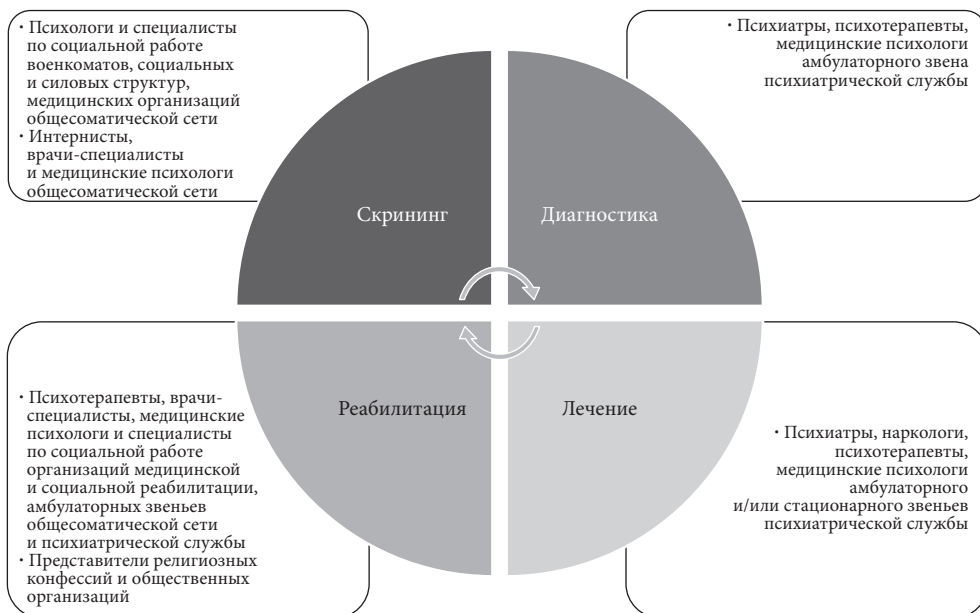 · Психологи и специалисты
по социальной работе
военкоматов, социальных
и силовых структур,
медицинских организаций
общесоматической сети
· Интернисты,
врачи-специалисты
и медицинские психологи
общесоматической сети
· Психиатры, психотерапевты,
медицинские психологи
амбулаторного звена
психиатрической службы
Скрининг
Диагностика
Реабилитация
Лечение
· Психотерапевты, врачи-
специалисты, медицинские
психологи и специалисты
по социальной работе
организаций медицинской
и социальной реабилитации,
амбулаторных звеньев
общесоматической сети
и психиатрической службы
· Представители религиозных
конфессий и общественных
организаций
· Психиатры, наркологи,
психотерапевты,
медицинские психологи
амбулаторного
и/или стационарного звеньев
психиатрической службы